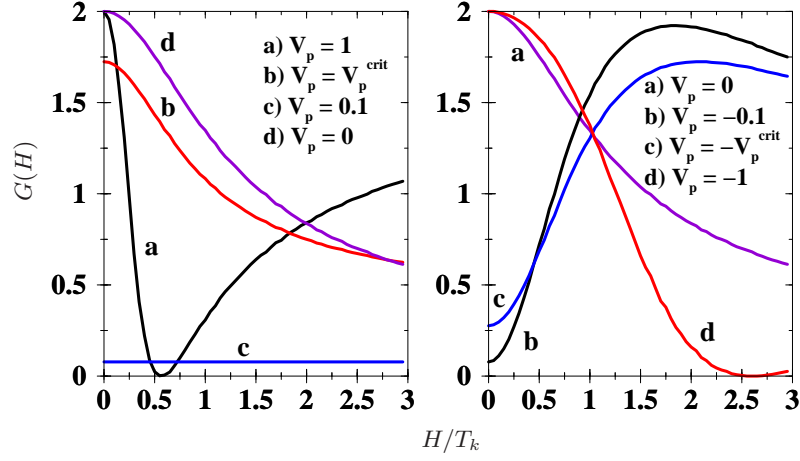 2
1.5
1
0.5
0
G(H)
d
b
a
c
a) V_p = 1
b) V_p = V_p^crit
c) V_p = 0.1
d) V_p = 0
0 0.5 1 1.5 2 2.5 3
2
1.5
1
0.5
0
a
c
b
d
a) V_p = 0
b) V_p = −0.1
c) V_p = −V_p^crit
d) V_p = −1
0 0.5 1 1.5 2 2.5 3
H/T_k